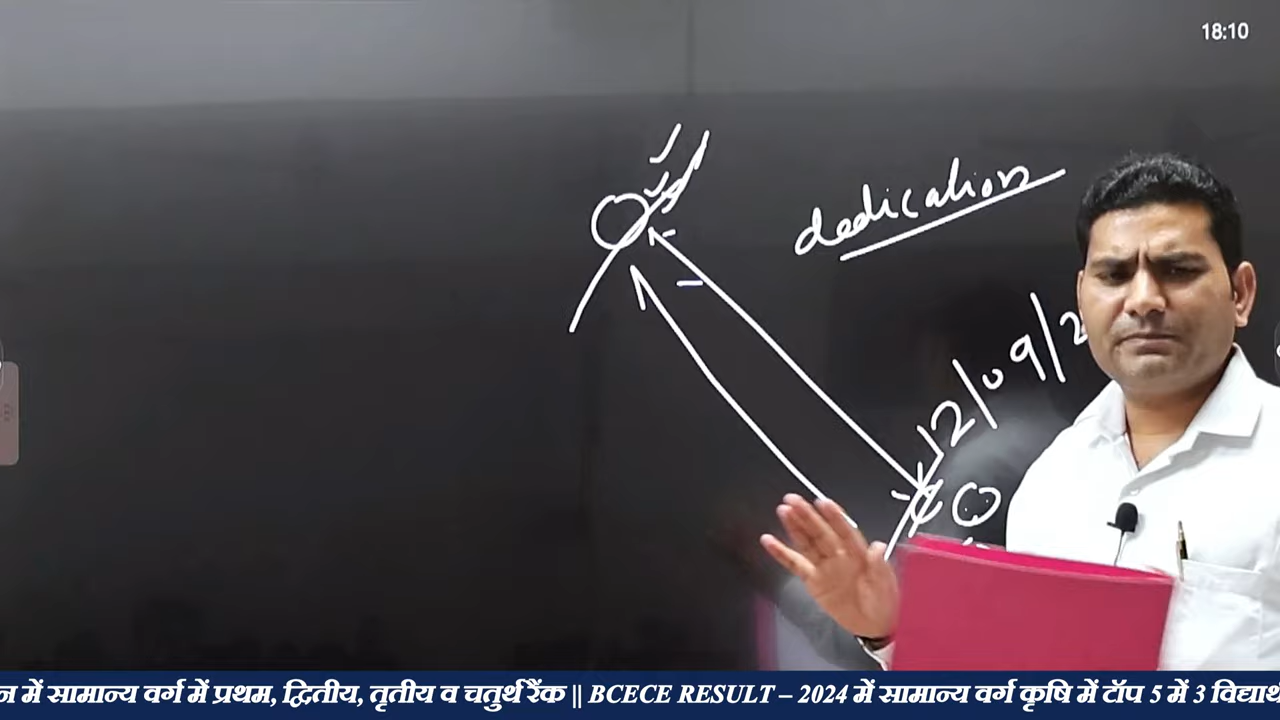 18:10
dedication
12/09/2
न में सामान्य वर्ग में प्रथम, द्वितीय, तृतीय व चतुर्थ रैंक || BCECE RESULT – 2024 में सामान्य वर्ग कृषि में टॉप 5 में 3 विद्यार्थ